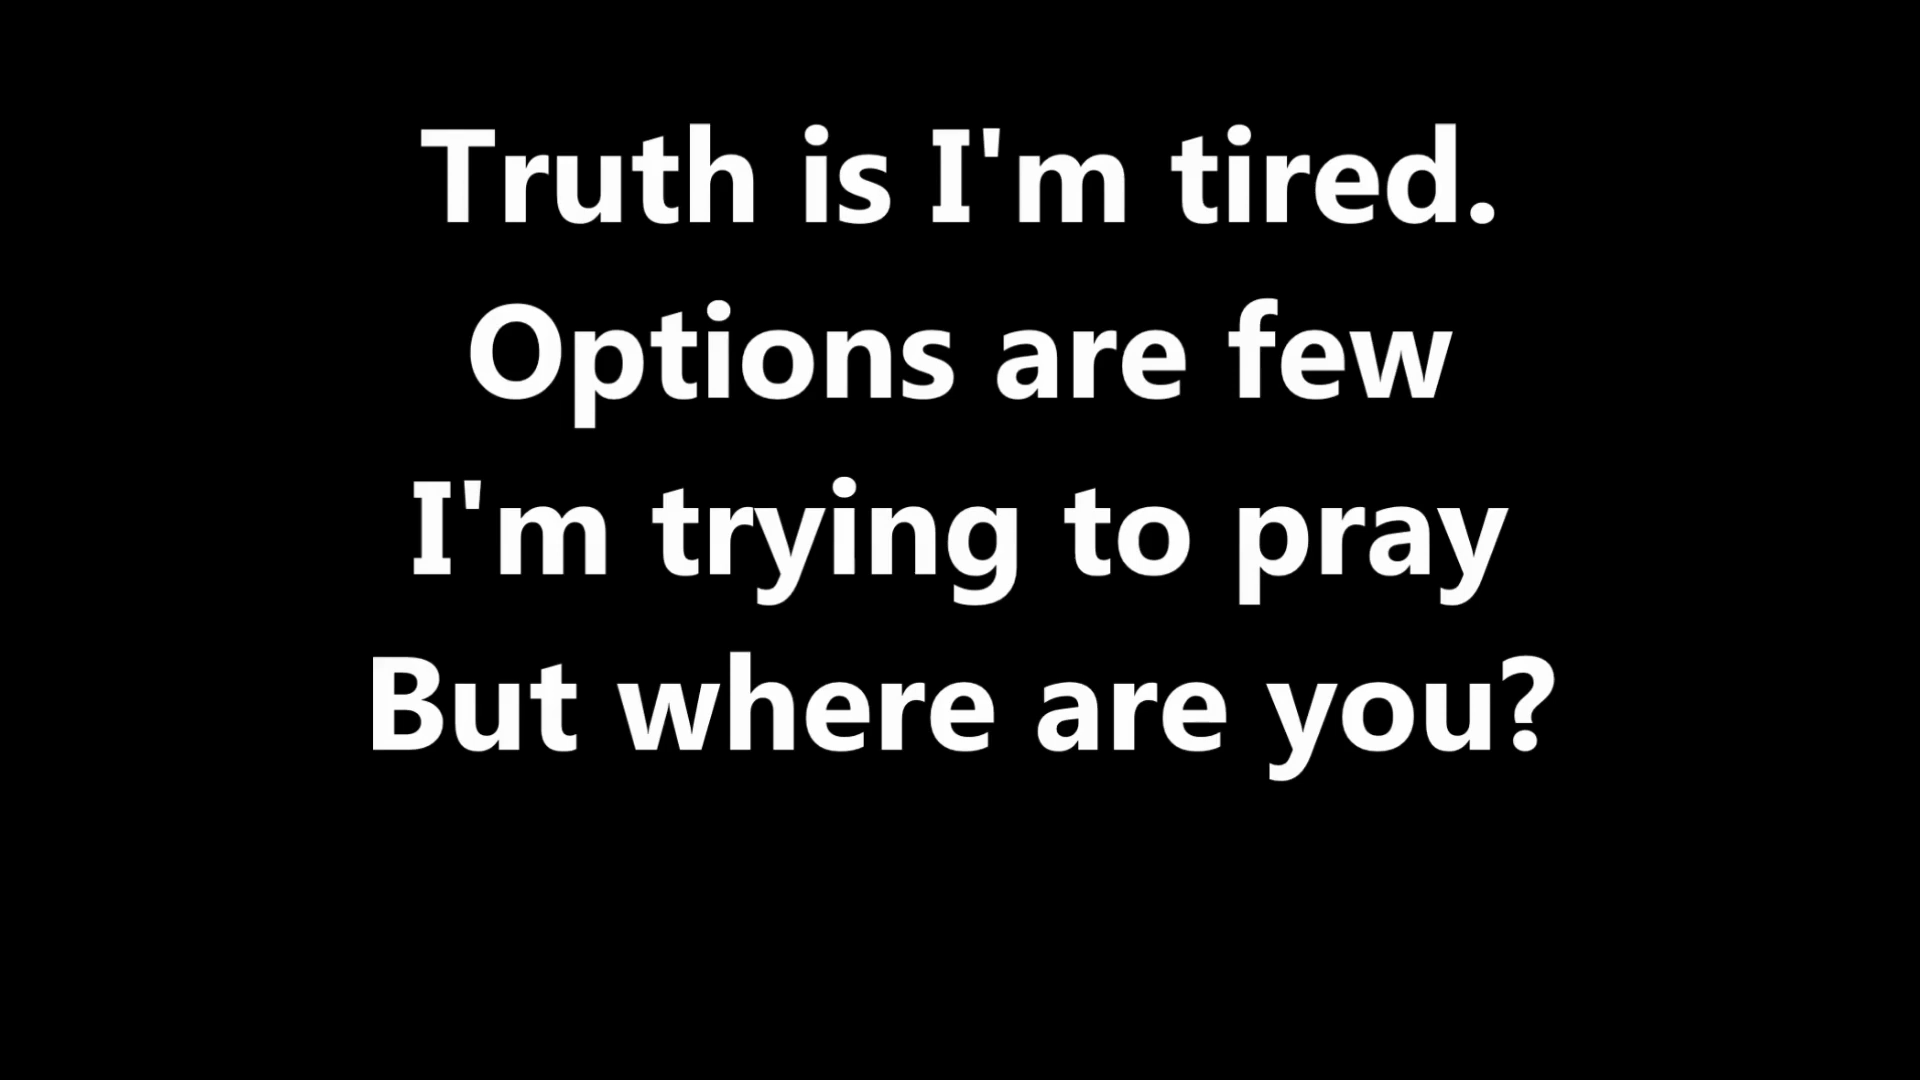 Truth is I'm tired.
Options are few
I'm trying to pray
But where are you?